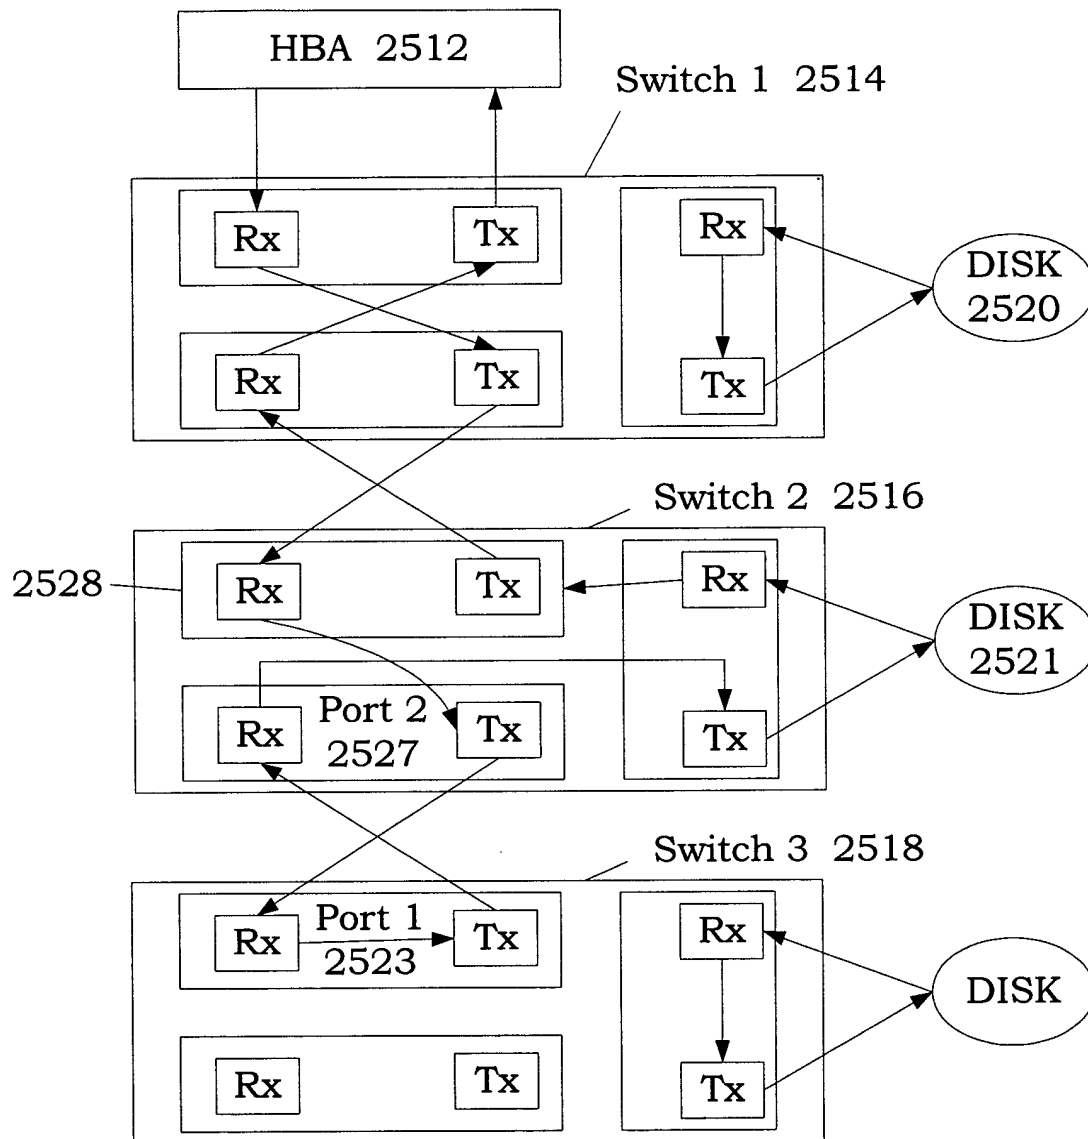 HBA 2512
Switch 1 2514
Rx
Tx
Rx
DISK
2520
Rx
Tx
Tx
Switch 2 2516
2528
Rx
Tx
Rx
DISK
2521
Rx
Port 2
2527
Tx
Tx
Switch 3 2518
Rx
Port 1
2523
Tx
Rx
DISK
Rx
Tx
Tx